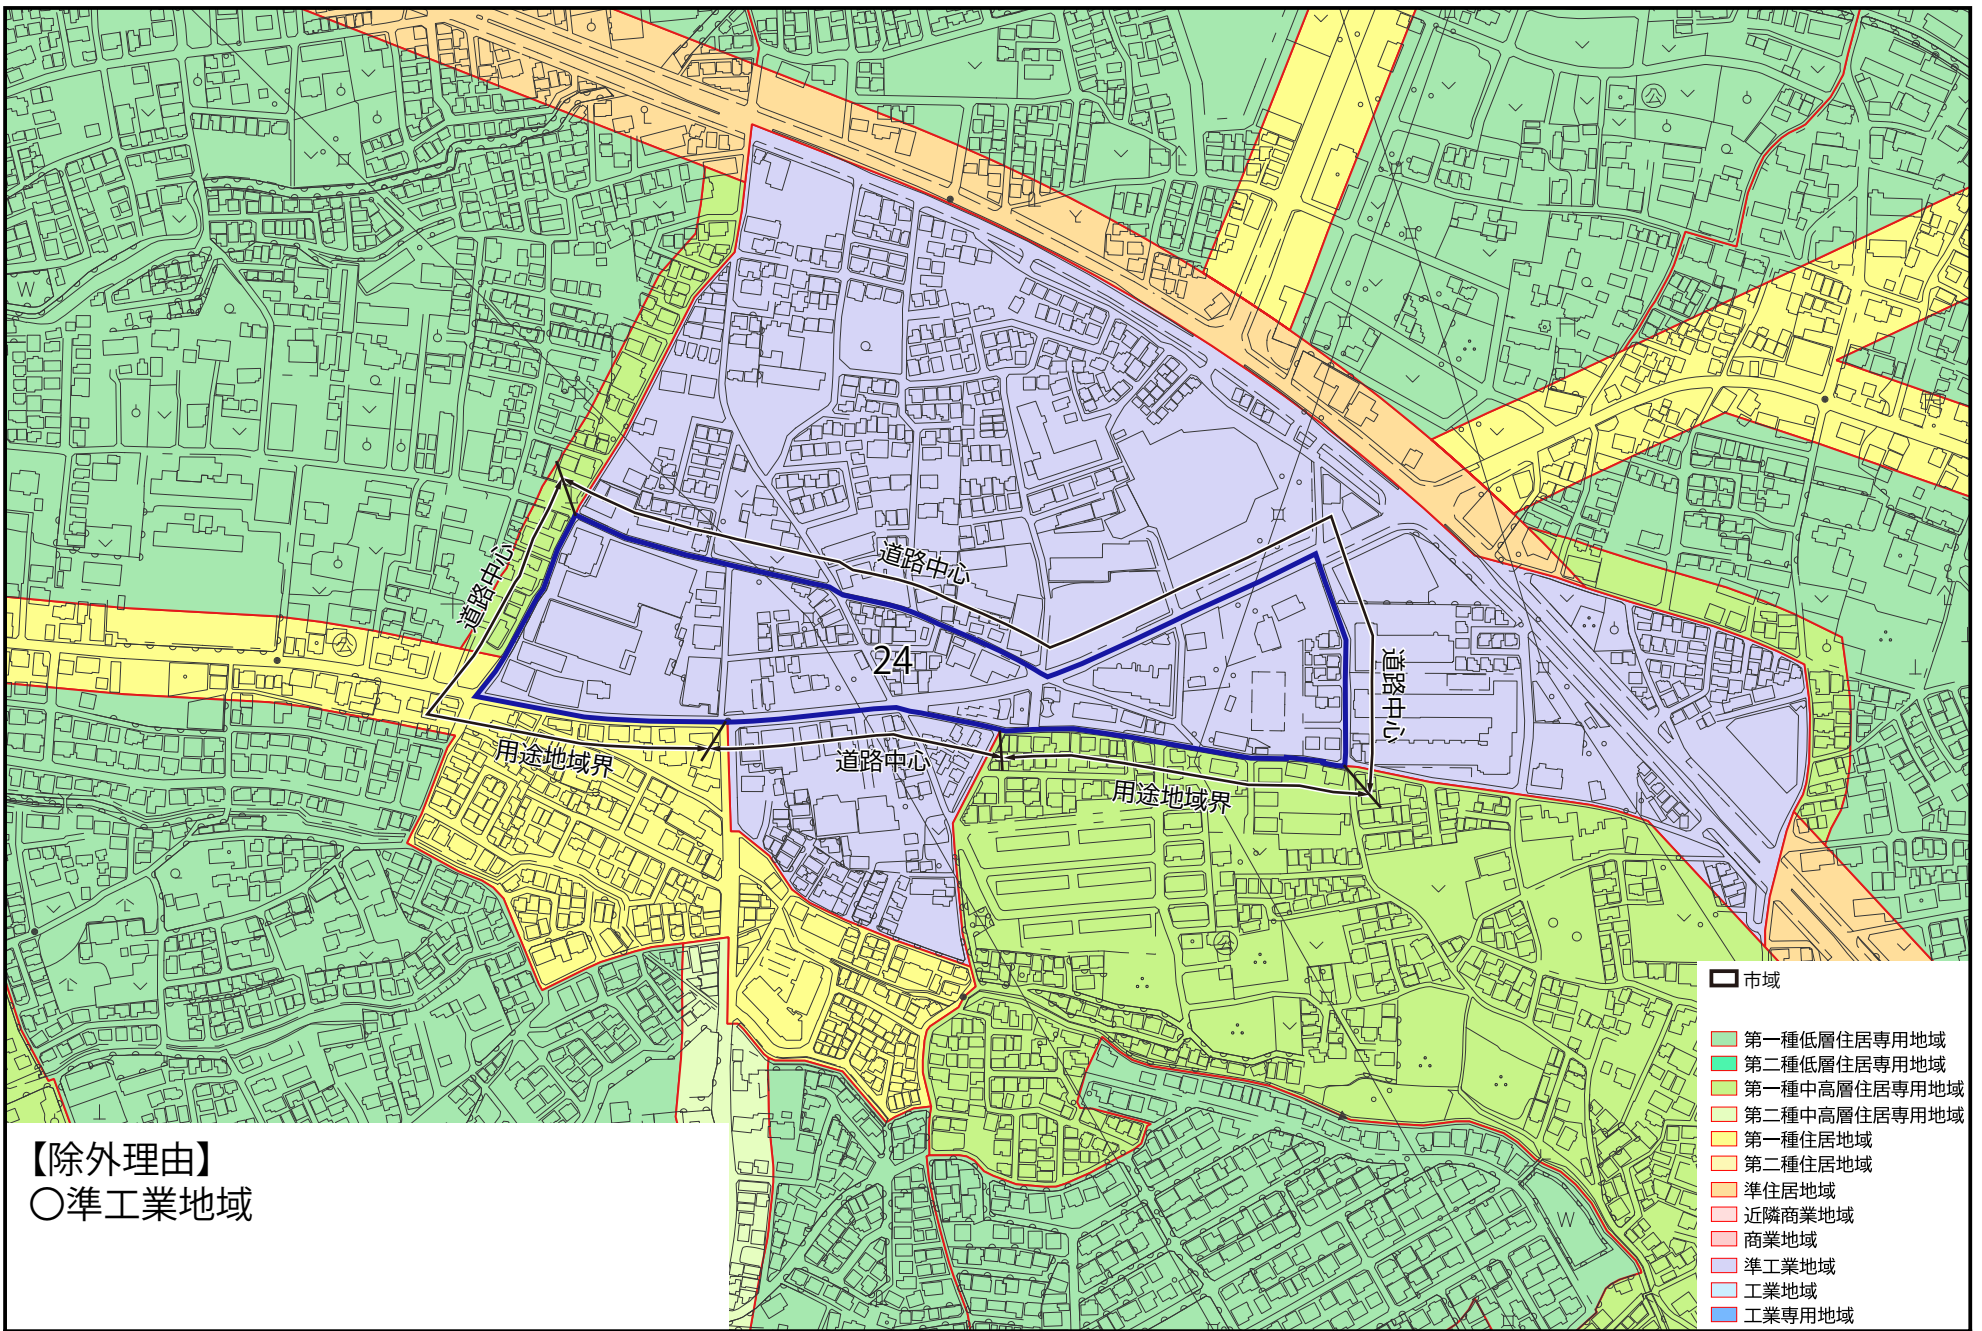 道路中心
道路中心
24
道路中心
用途地域界
道路中心
用途地域界
市域
第一種低層住居専用地域
第二種低層住居専用地域
第一種中高層住居専用地域
第二種中高層住居専用地域
第一種住居地域
第二種住居地域
準住居地域
近隣商業地域
商業地域
準工業地域
工業地域
工業専用地域
【除外理由】
〇準工業地域